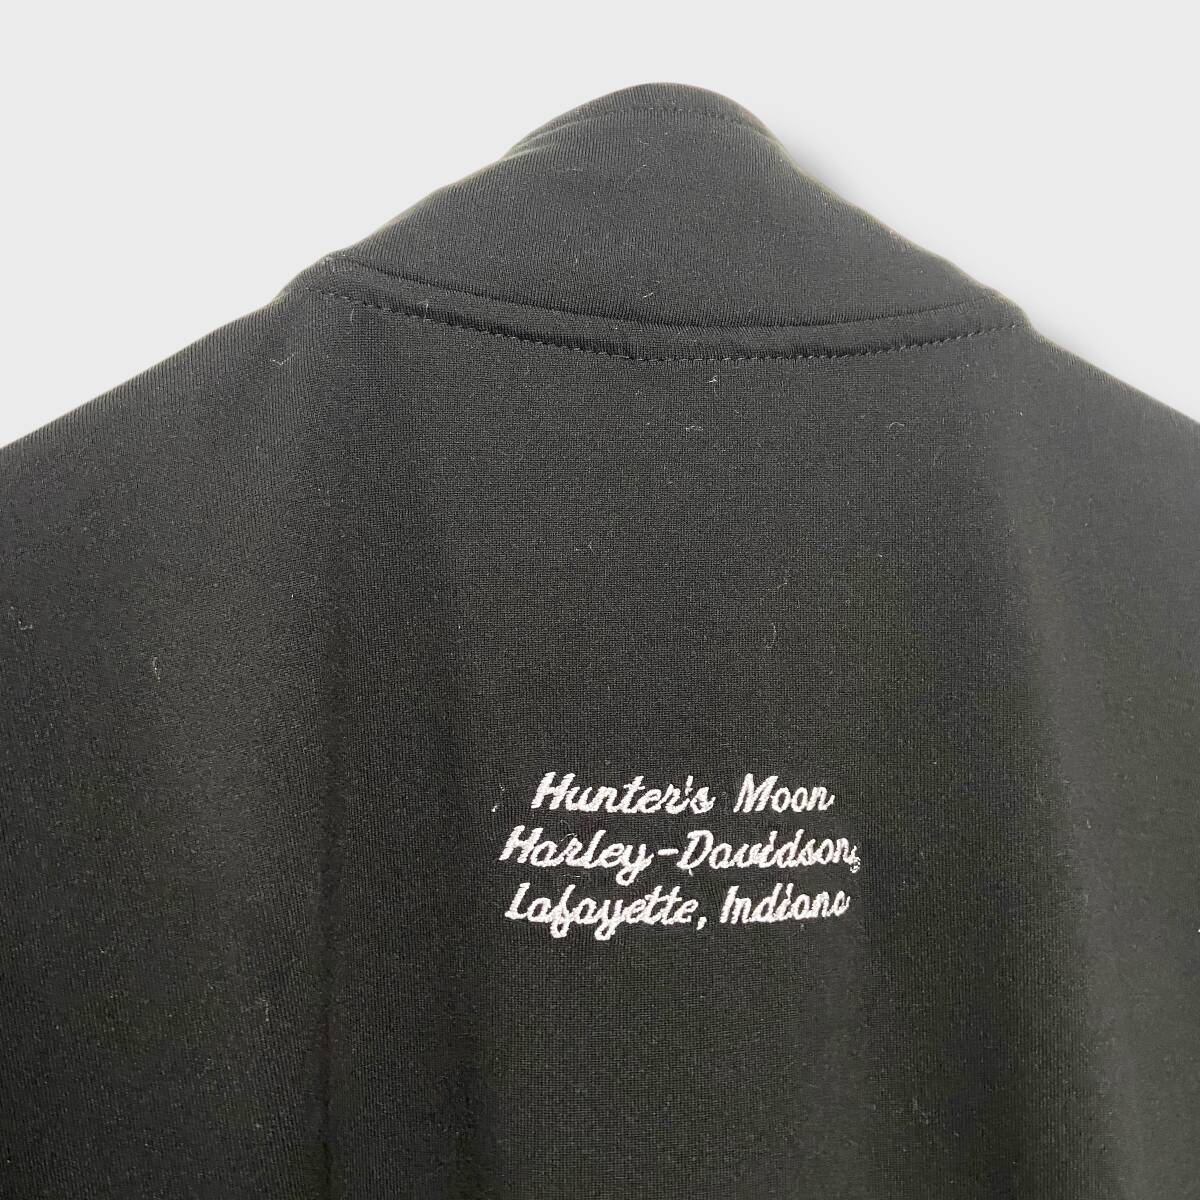 Hunter's Moon
Harley-Davidson®
Lafayette, Indiana